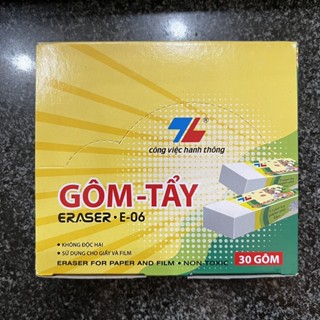 TL®
công việc hanh thông
GÔM-TẨY
ERASER • E-06
• KHÔNG ĐỘC HẠI
• SỬ DỤNG CHO GIẤY VÀ FILM
ERASER FOR PAPER AND FILM • NON-TOXIC
30 GÔM